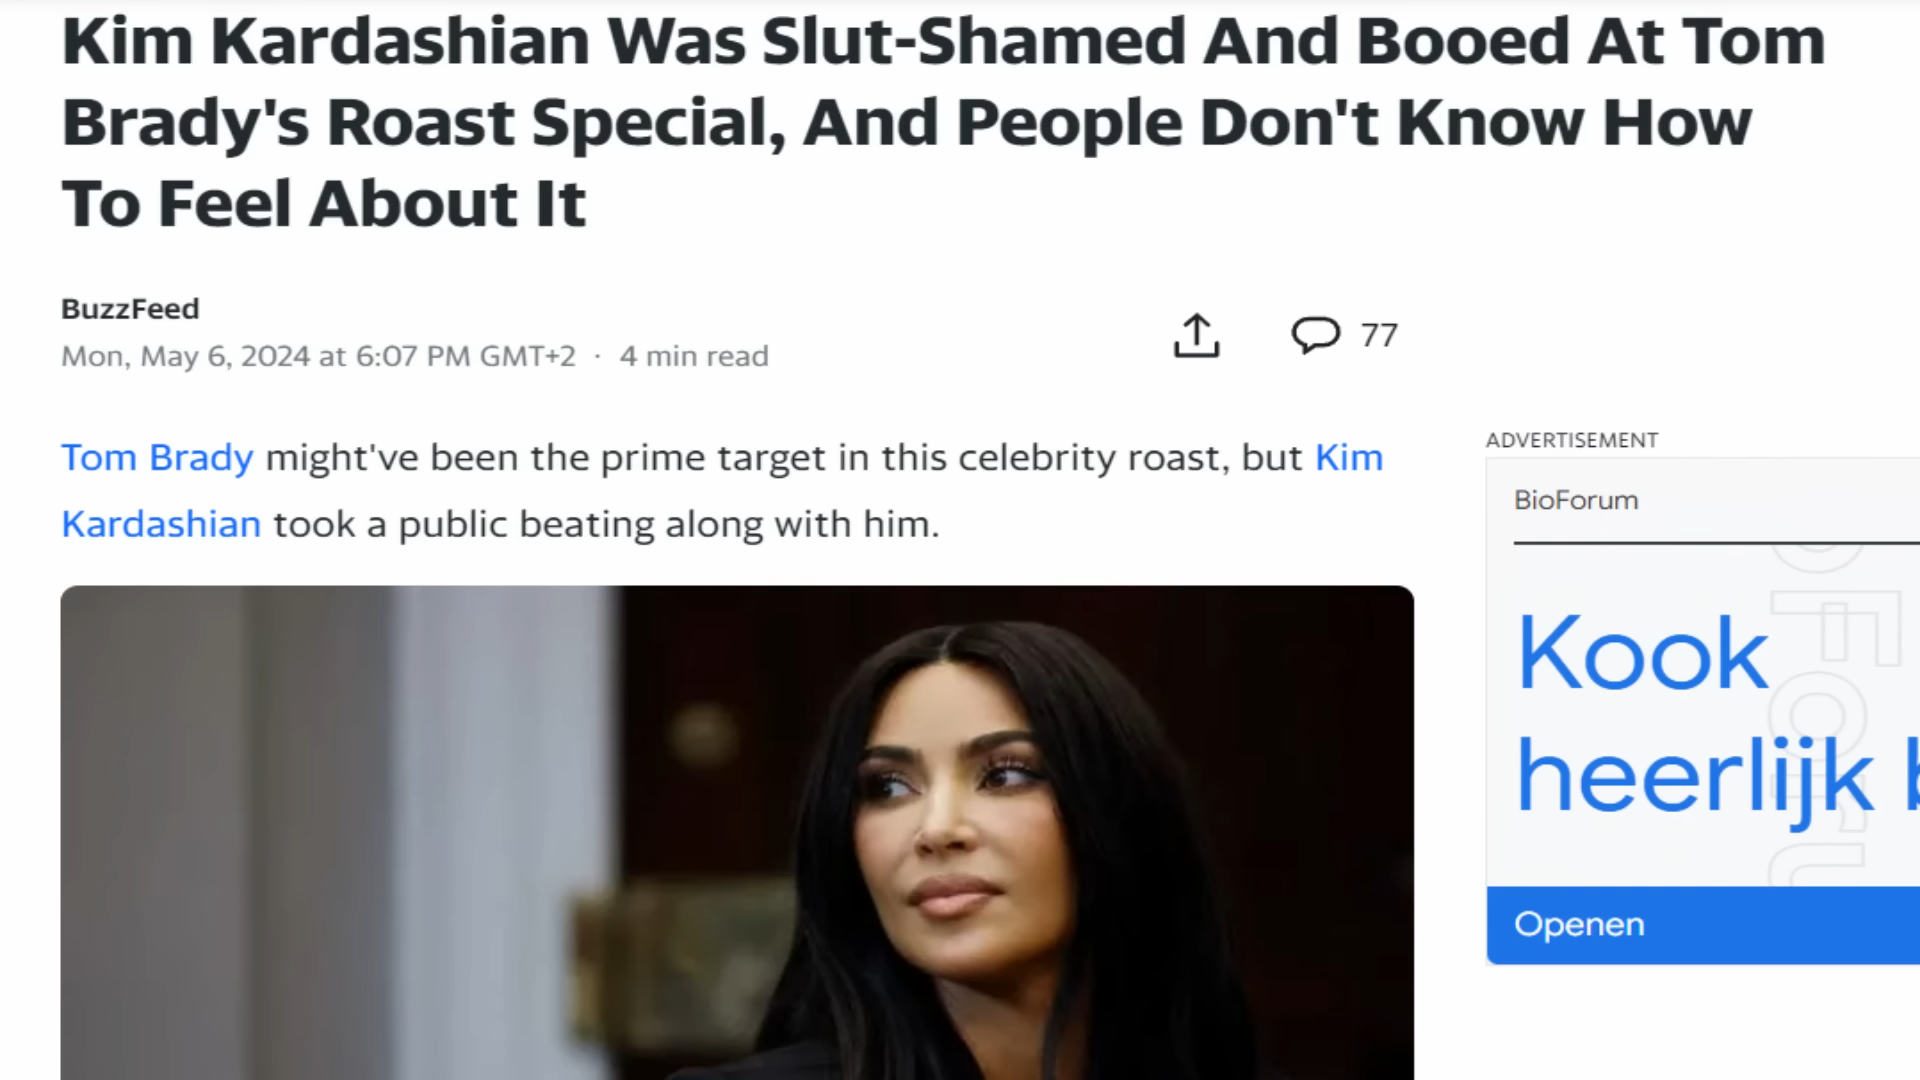 Kim Kardashian Was Slut-Shamed And Booed At Tom
Brady's Roast Special, And People Don't Know How
To Feel About It
BuzzFeed
Mon, May 6, 2024 at 6:07 PM GMT+2 · 4 min read
77
Tom Brady might've been the prime target in this celebrity roast, but Kim
Kardashian took a public beating along with him.
ADVERTISEMENT
BioForum
Kook
heerlijk
Openen